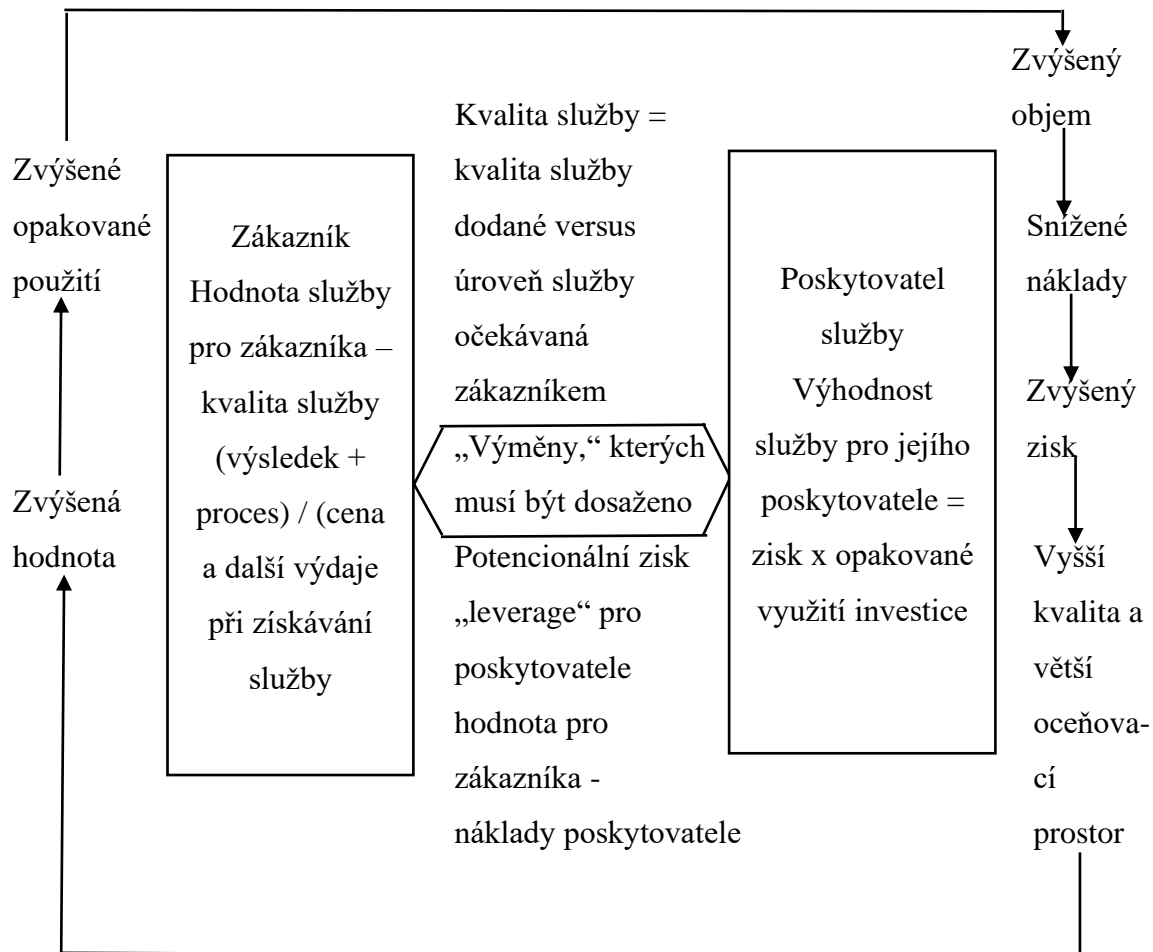 Zvýšené
opakované
použití
Zvýšená
hodnota
Zákazník
Hodnota služby
pro zákazníka –
kvalita služby
(výsledek +
proces) / (cena
a další výdaje
při získávání
služby
Kvalita služby =
kvalita služby
dodané versus
úroveň služby
očekávaná
zákazníkem
„Výměny,“ kterých
musí být dosaženo
Potencionální zisk
„leverage“ pro
poskytovatele
hodnota pro
zákazníka -
náklady poskytovatele
Poskytovatel
služby
Výhodnost
služby pro jejího
poskytovatele =
zisk x opakované
využití investice
Zvýšený
objem
Snížené
náklady
Zvýšený
zisk
Vyšší
kvalita a
větší
oceňova-
cí
prostor